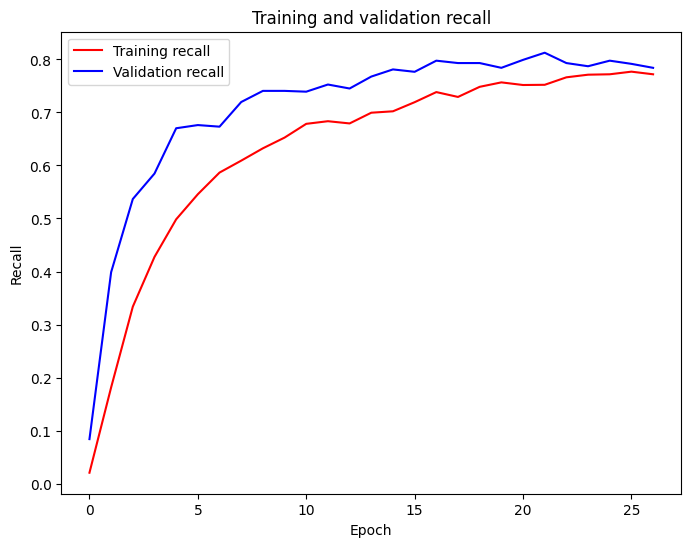 Training and validation recall
Training recall
Validation recall
0.8
0.7
0.6
0.5
0.4
0.3
0.2
0.1
0.0
Recall
0 5 10 15 20 25
Epoch